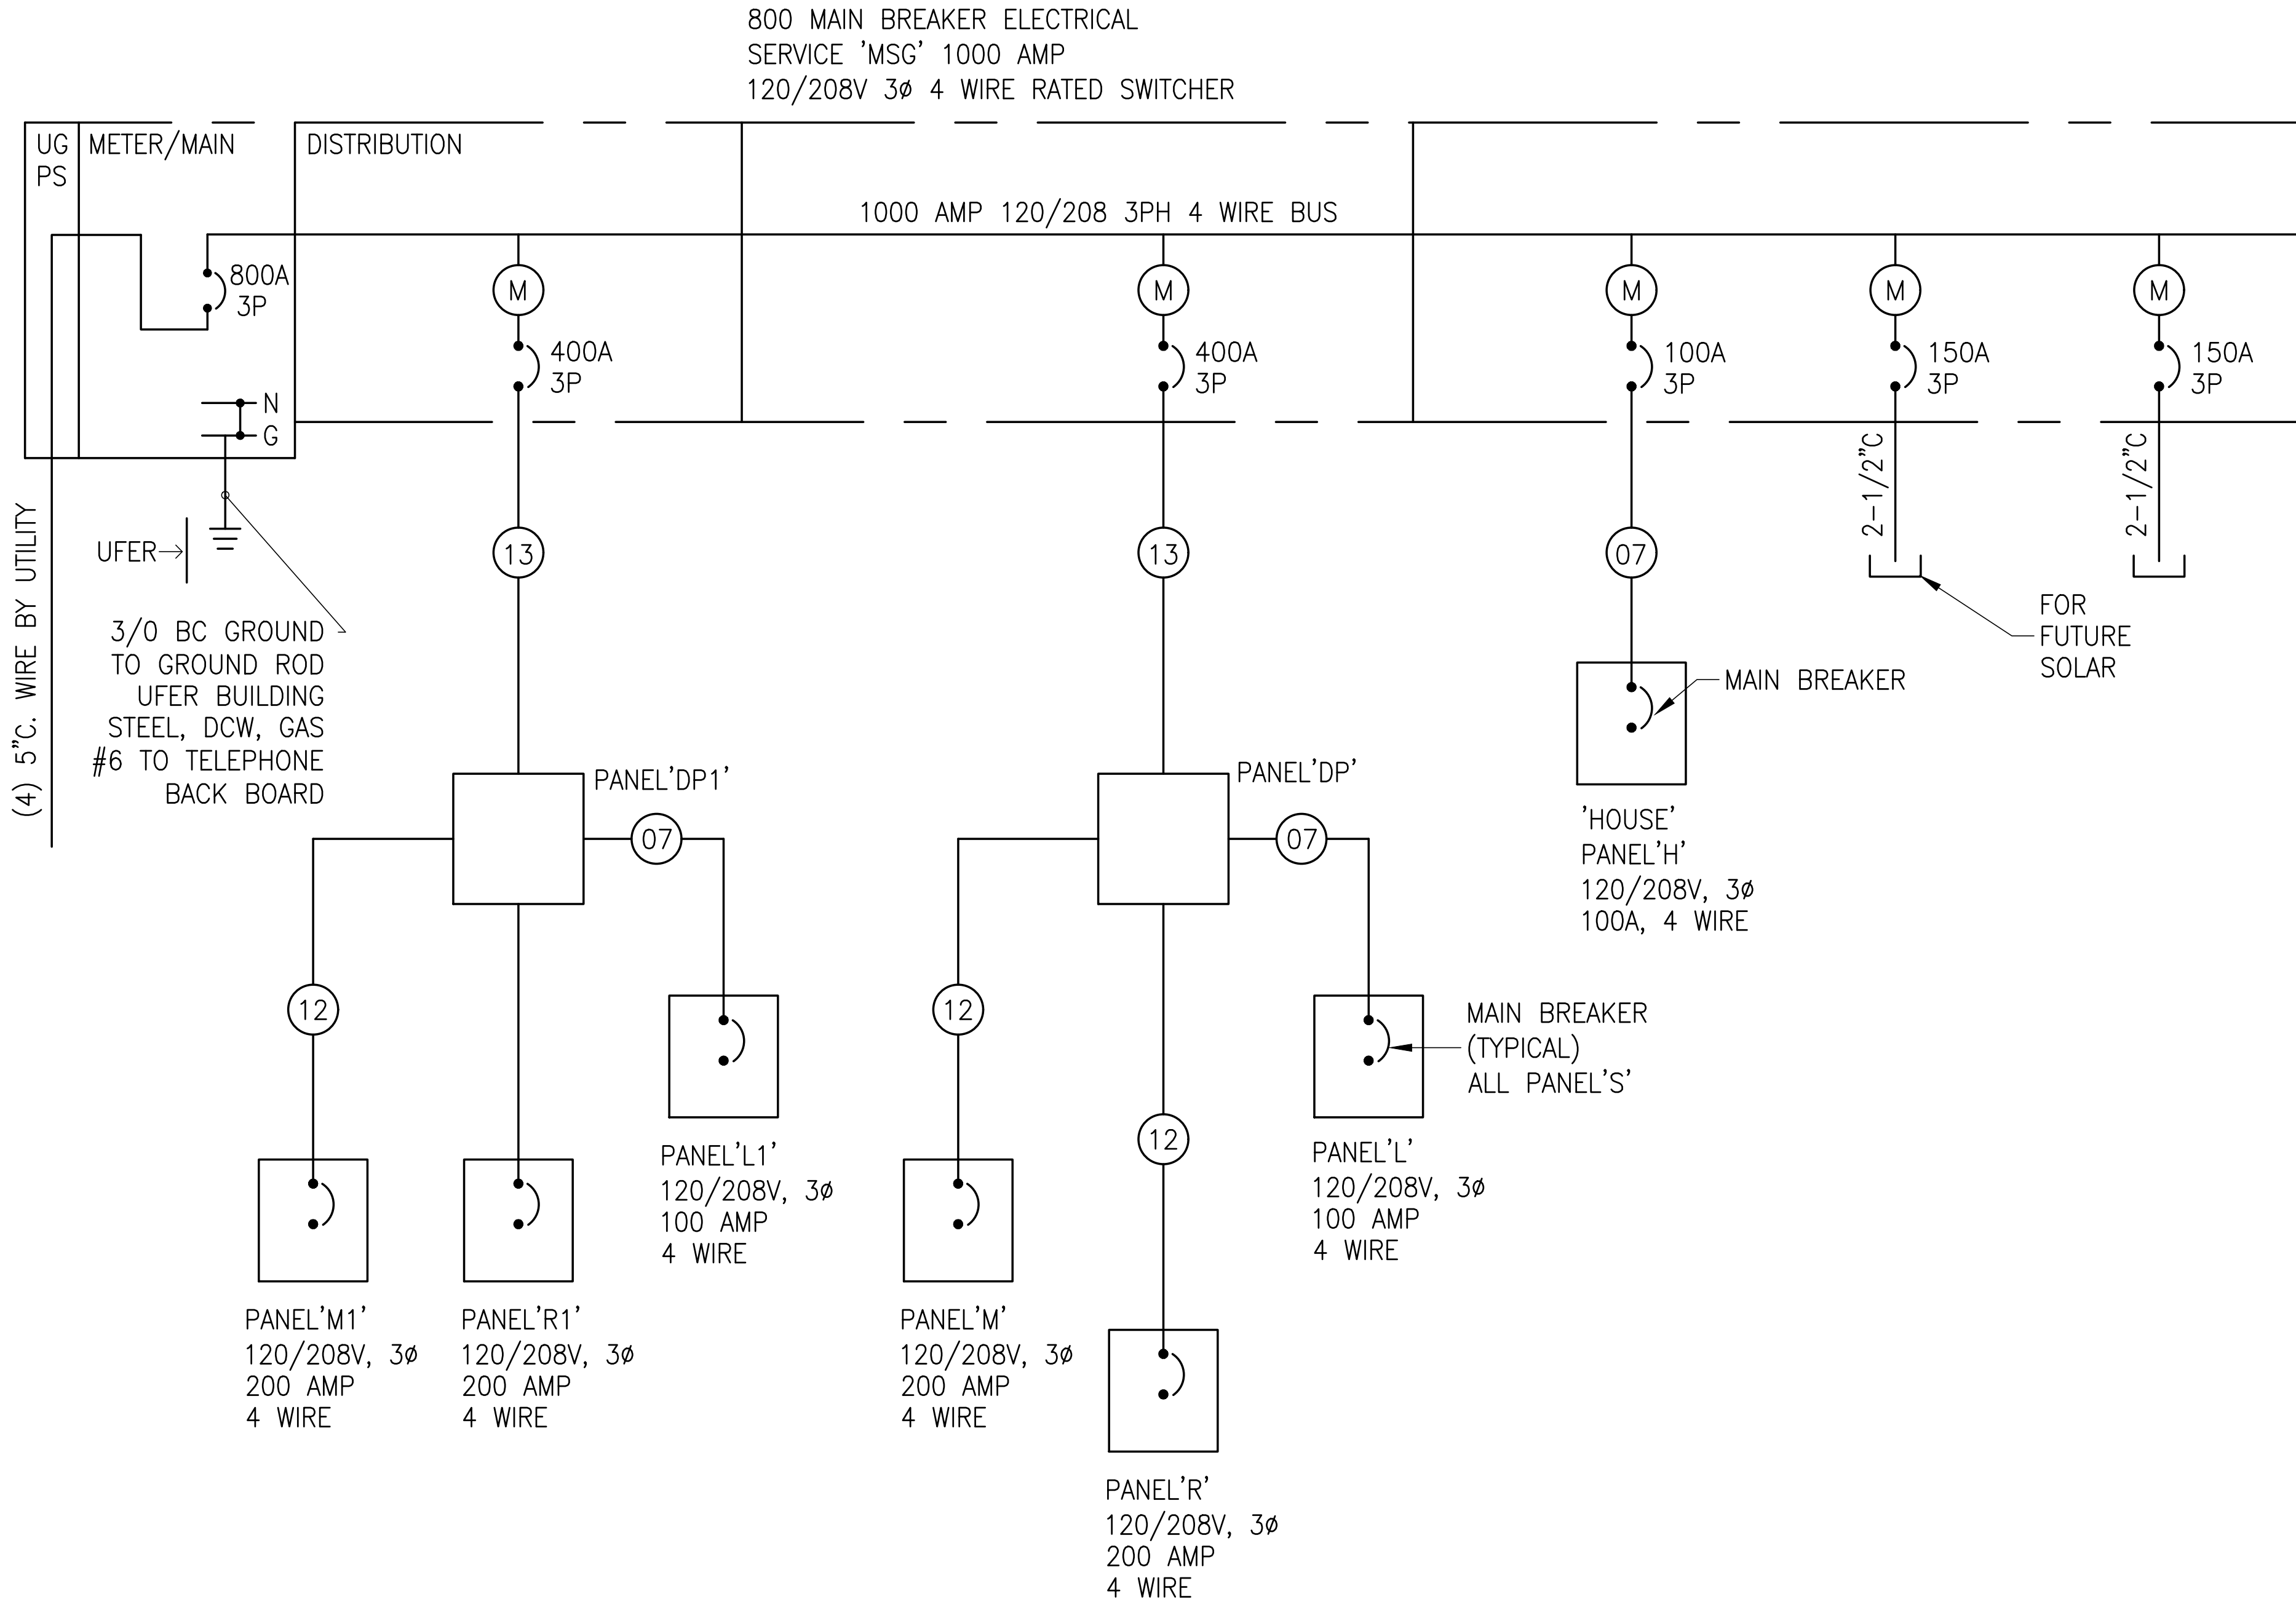 800 MAIN BREAKER ELECTRICAL
SERVICE 'MSG' 1000 AMP
120/208V 3ø 4 WIRE RATED SWITCHER
UG
PS
METER/MAIN
DISTRIBUTION
1000 AMP 120/208 3PH 4 WIRE BUS
800A
3P
N
G
M
400A
3P
M
400A
3P
M
100A
3P
M
150A
3P
M
150A
3P
2-1/2"C
2-1/2"C
(4) 5"C. WIRE BY UTILITY
UFER
3/0 BC GROUND
TO GROUND ROD
UFER BUILDING
STEEL, DCW, GAS
#6 TO TELEPHONE
BACK BOARD
13
13
07
FOR
FUTURE
SOLAR
MAIN BREAKER
'HOUSE'
PANEL'H'
120/208V, 3ø
100A, 4 WIRE
PANEL'DP1'
07
PANEL'DP'
07
12
12
12
MAIN BREAKER
(TYPICAL)
ALL PANEL'S'
PANEL'L1'
120/208V, 3ø
100 AMP
4 WIRE
PANEL'L'
120/208V, 3ø
100 AMP
4 WIRE
PANEL'M1'
120/208V, 3ø
200 AMP
4 WIRE
PANEL'R1'
120/208V, 3ø
200 AMP
4 WIRE
PANEL'M'
120/208V, 3ø
200 AMP
4 WIRE
PANEL'R'
120/208V, 3ø
200 AMP
4 WIRE